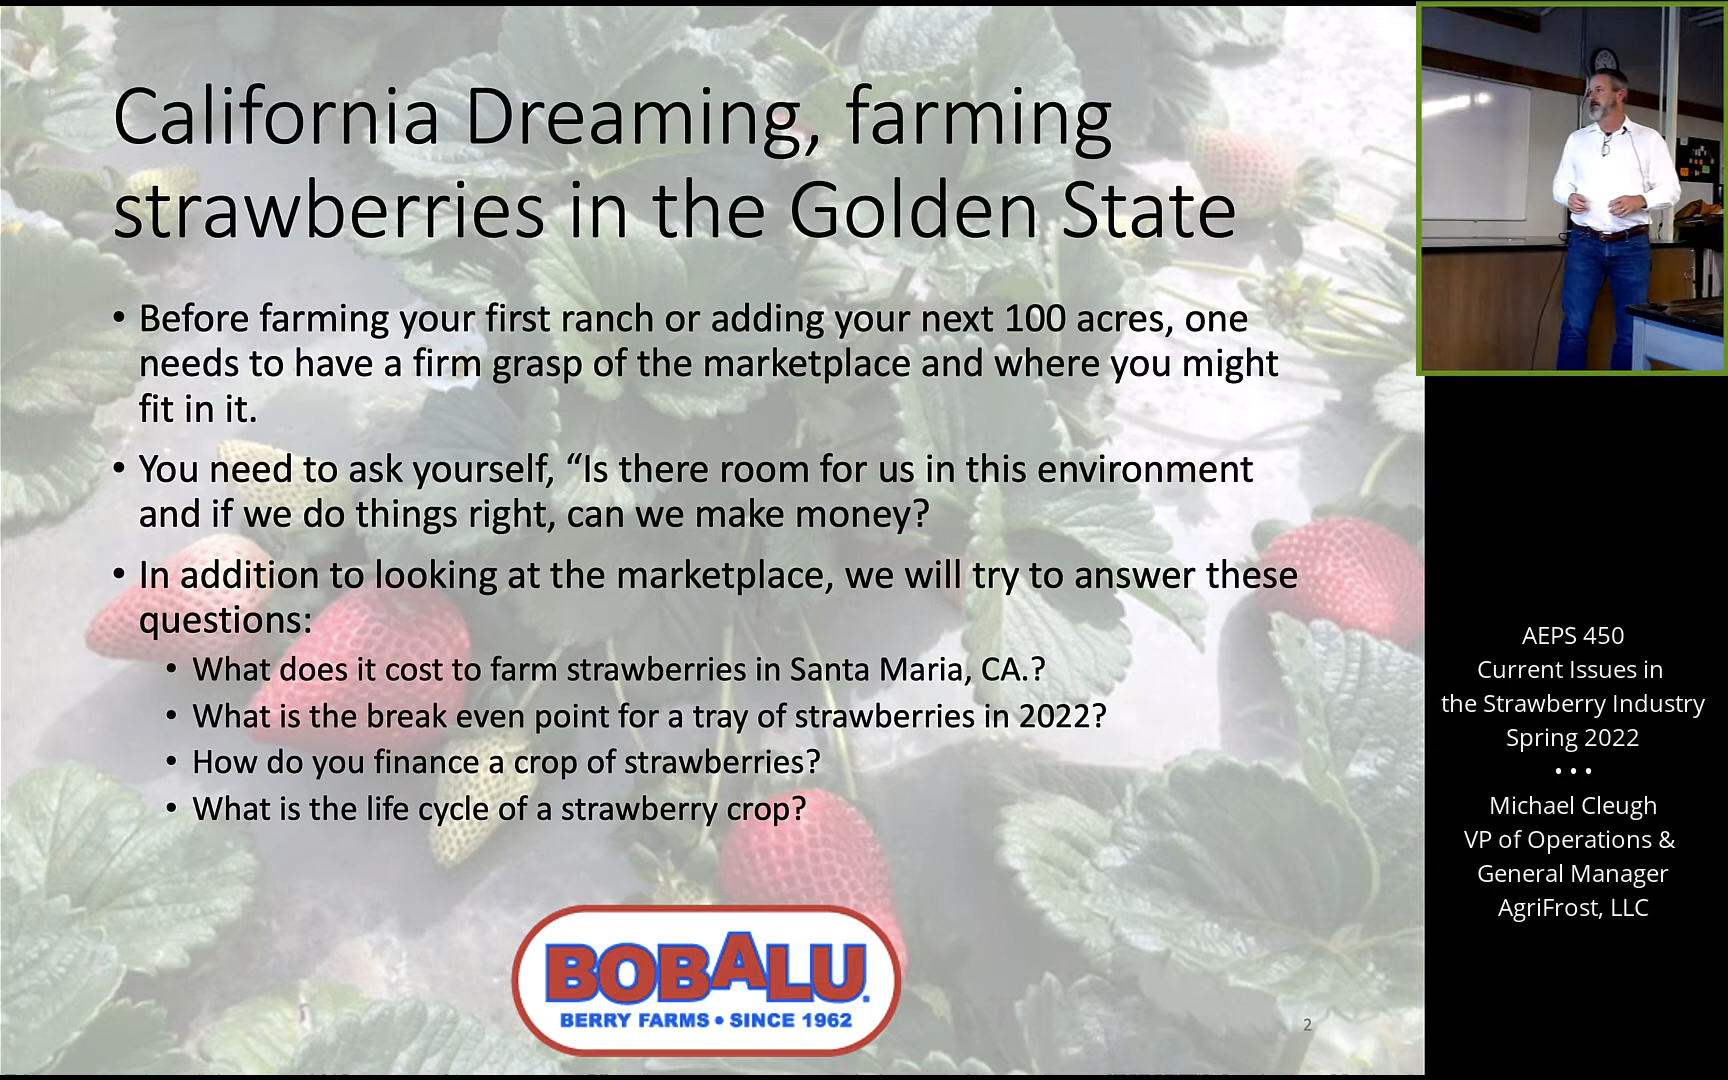 California Dreaming, farming
strawberries in the Golden State
• Before farming your first ranch or adding your next 100 acres, one
needs to have a firm grasp of the marketplace and where you might
fit in it.
• You need to ask yourself, “Is there room for us in this environment
and if we do things right, can we make money?
• In addition to looking at the marketplace, we will try to answer these
questions:
• What does it cost to farm strawberries in Santa Maria, CA.?
• What is the break even point for a tray of strawberries in 2022?
• How do you finance a crop of strawberries?
• What is the life cycle of a strawberry crop?
BOBALU.
BERRY FARMS • SINCE 1962
2
AEPS 450
Current Issues in
the Strawberry Industry
Spring 2022
• • •
Michael Cleugh
VP of Operations &
General Manager
AgriFrost, LLC